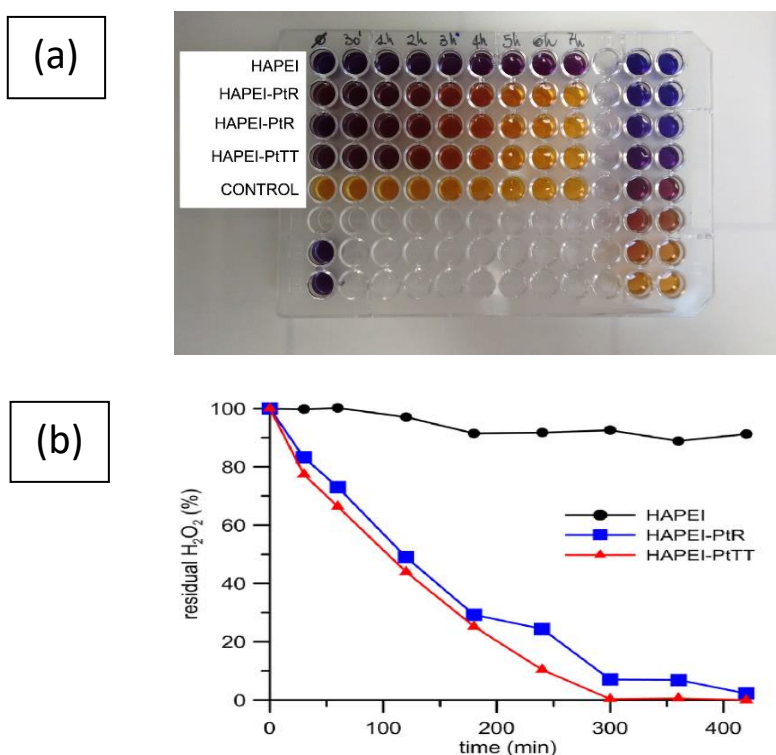 (a)
Ø 30' 1h 2h 3h 4h 5h 6h 7h
HAPEI
HAPEI-PtR
HAPEI-PtR
HAPEI-PtTT
CONTROL
(b)
residual H₂O₂ (%)
100
80
60
40
20
0
HAPEI
HAPEI-PtR
HAPEI-PtTT
0 100 200 300 400
time (min)